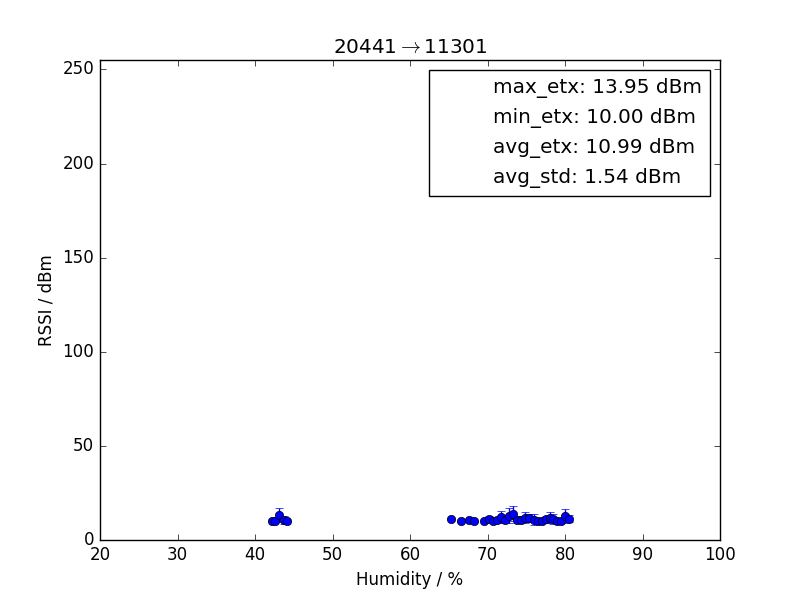 20441→11301
max_etx: 13.95 dBm
min_etx: 10.00 dBm
avg_etx: 10.99 dBm
avg_std: 1.54 dBm
RSSI / dBm
250
200
150
100
50
0
20 30 40 50 60 70 80 90 100
Humidity / %